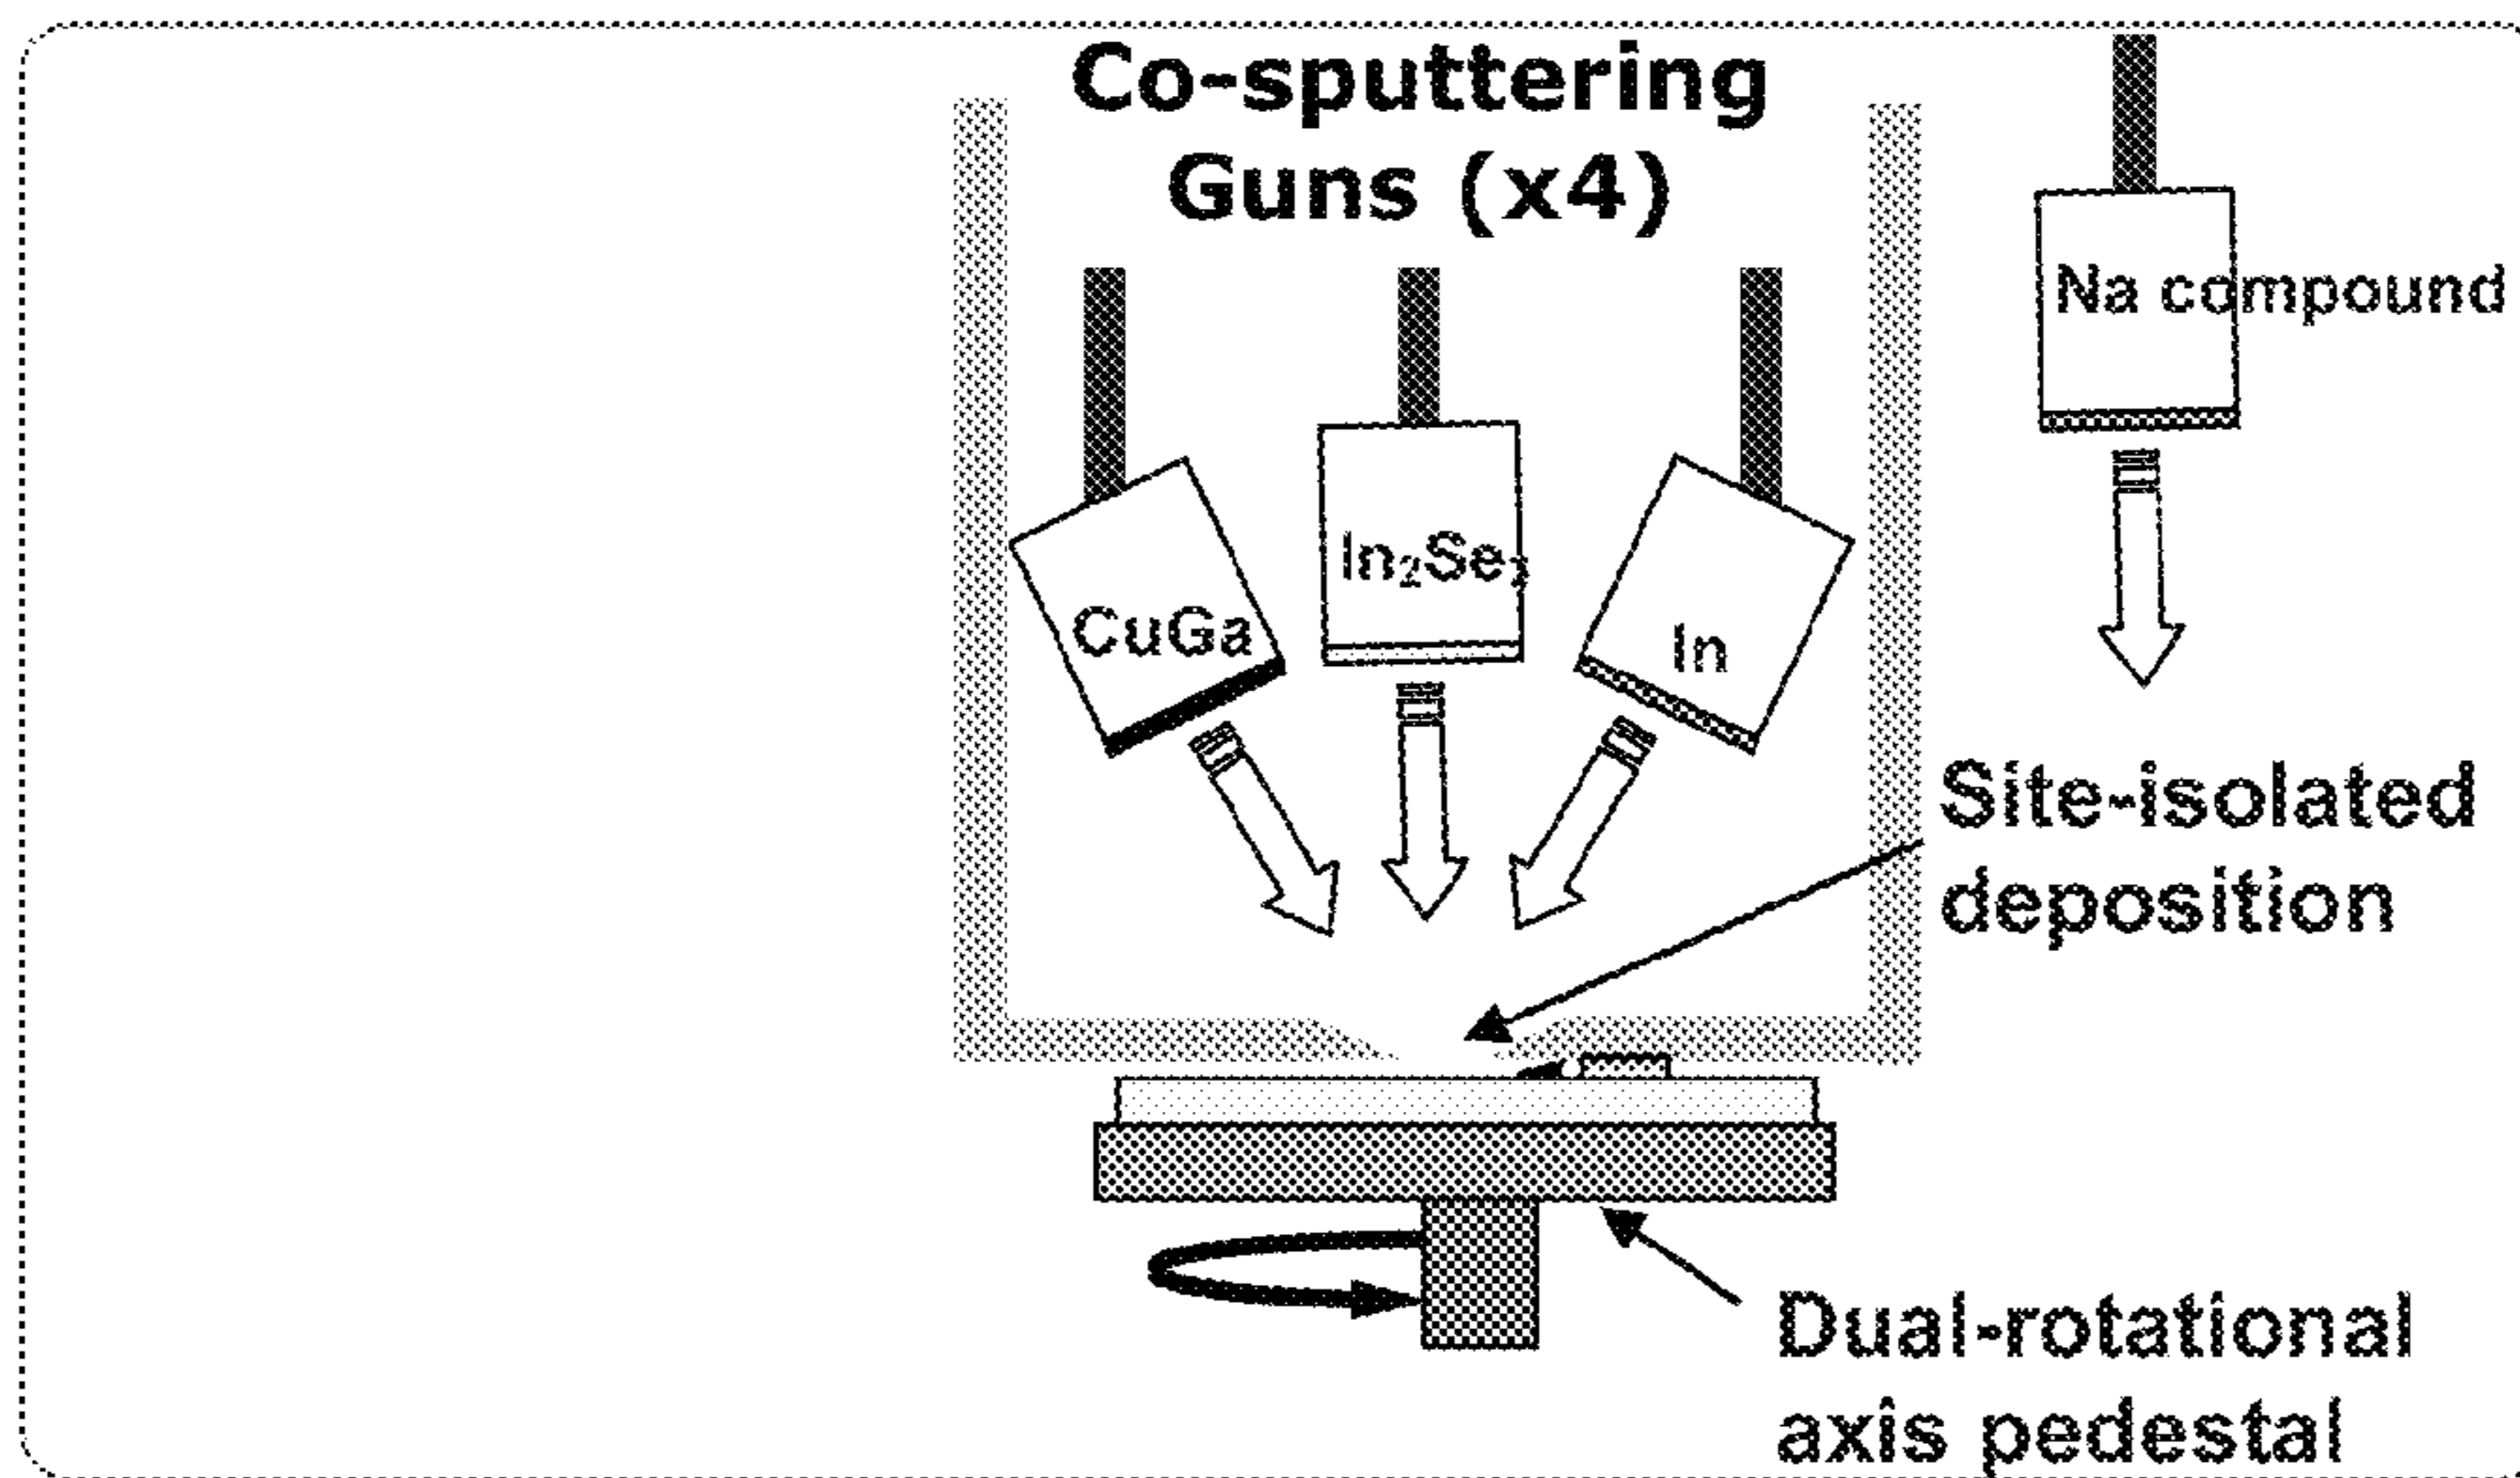 Co-sputtering
Guns (x4)
Na compound
CuGa
In
Site-isolated
deposition
Dual-rotational
axis pedestal